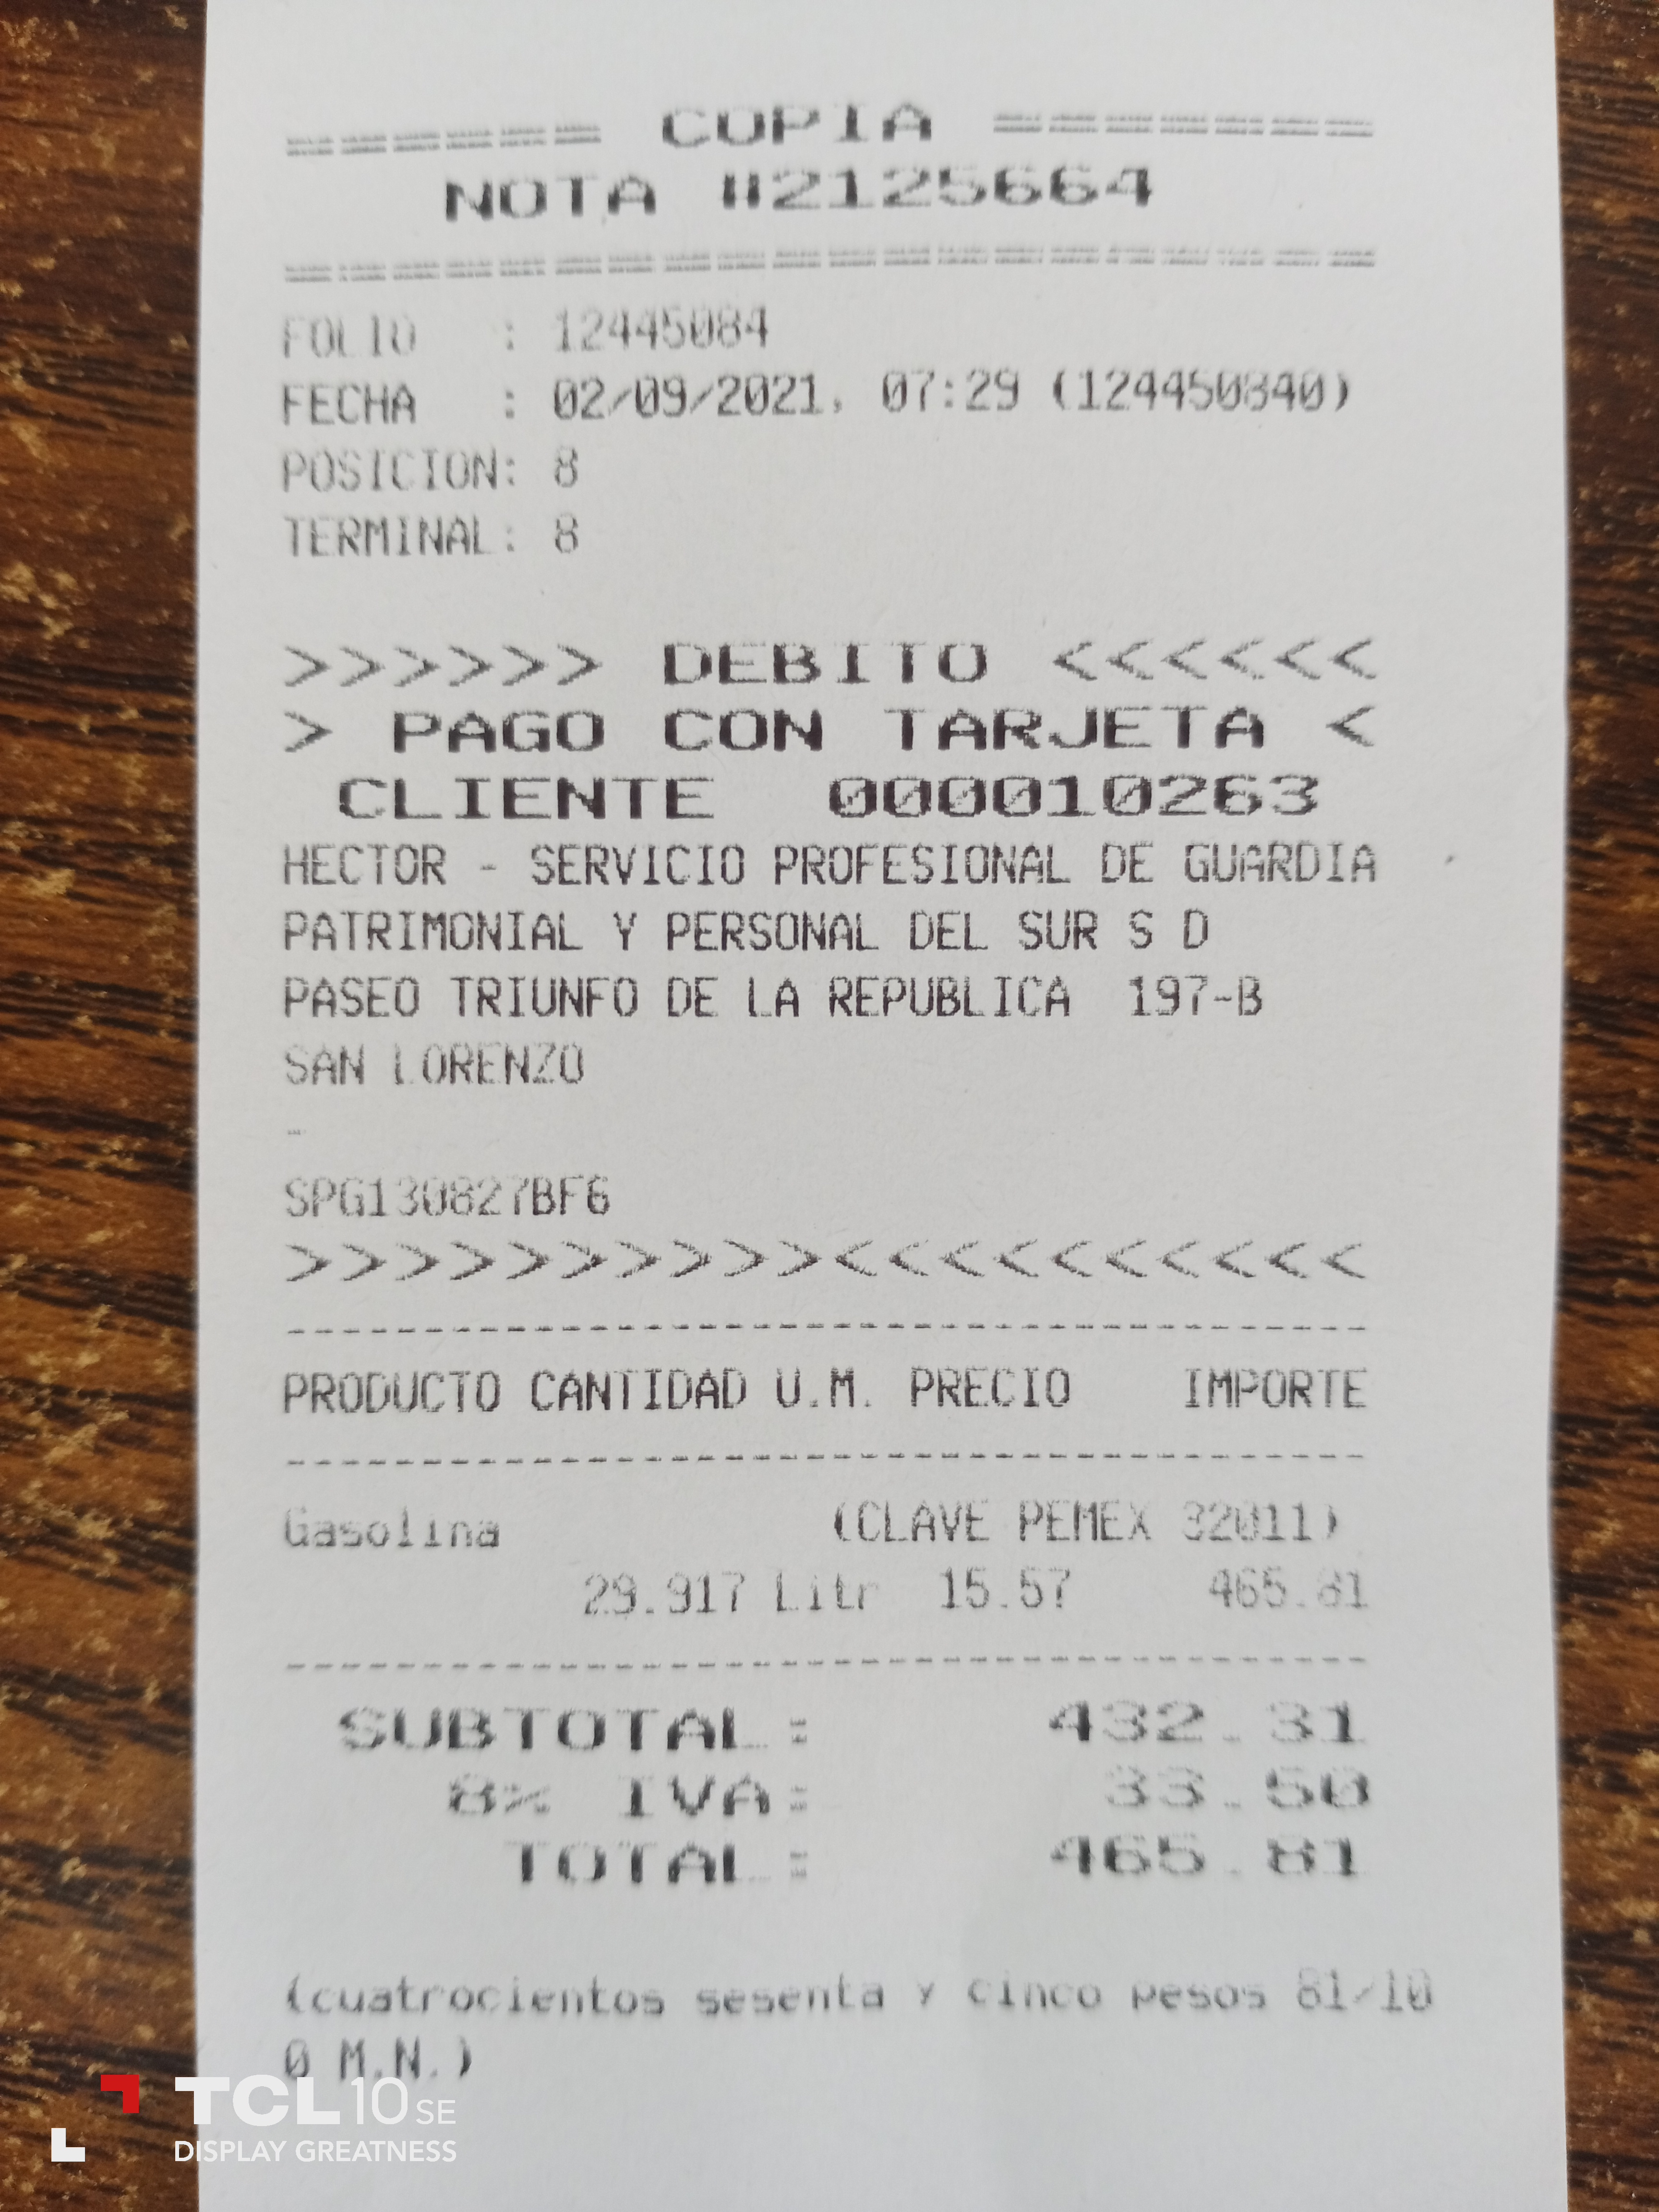 ====== COPIA ========
NOTA #2125664
=====================
FOLIO : 12445084
FECHA : 02/09/2021, 07:29 (124450840)
POSICION: 8
TERMINAL: 8
>>>>>> DEBITO <<<<<<
> PAGO CON TARJETA <
CLIENTE 0000010263
HECTOR - SERVICIO PROFESIONAL DE GUARDIA
PATRIMONIAL Y PERSONAL DEL SUR S D
PASEO TRIUNFO DE LA REPUBLICA 197-B
SAN LORENZO
-
SPG130827BF6
>>>>>>>>>><<<<<<<<<<
----------------------------------------
PRODUCTO CANTIDAD U.M. PRECIO IMPORTE
----------------------------------------
Gasolina (CLAVE PEMEX 32011)
29.917 Litr 15.57 465.81
----------------------------------------
SUBTOTAL: 432.31
8% IVA: 33.50
TOTAL: 465.81
(cuatrocientos sesenta y cinco pesos 81/10
0 M.N.)
TCL 10 SE
DISPLAY GREATNESS